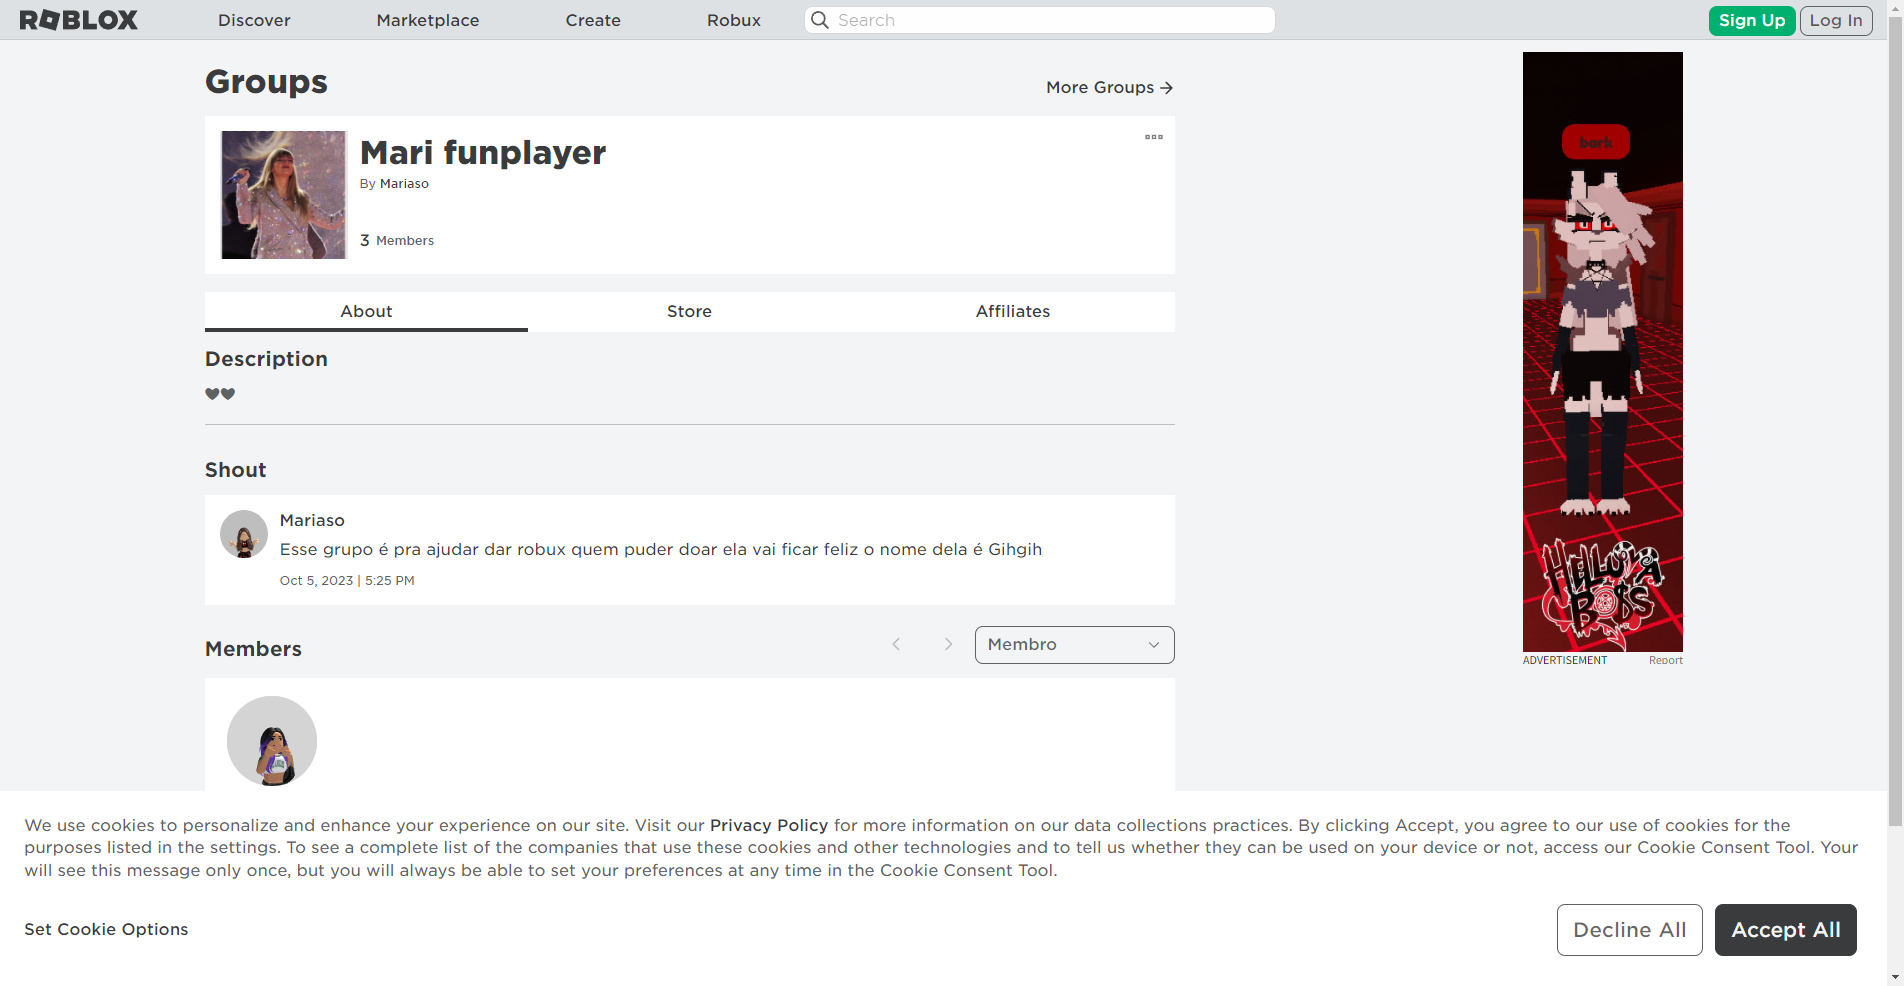 ROBLOX
Discover
Marketplace
Create
Robux
Search
Sign Up
Log In
Groups
More Groups
Mari funplayer
By Mariaso
3 Members
About
Store
Affiliates
Description
Shout
Mariaso
Esse grupo é pra ajudar dar robux quem puder doar ela vai ficar feliz o nome dela é Gihgih
Oct 5, 2023 | 5:25 PM
Members
Membro
bark
HELUVA
BOSS
ADVERTISEMENT
Report
We use cookies to personalize and enhance your experience on our site. Visit our Privacy Policy for more information on our data collections practices. By clicking Accept, you agree to our use of cookies for the
purposes listed in the settings. To see a complete list of the companies that use these cookies and other technologies and to tell us whether they can be used on your device or not, access our Cookie Consent Tool. Your
will see this message only once, but you will always be able to set your preferences at any time in the Cookie Consent Tool.
Set Cookie Options
Decline All
Accept All